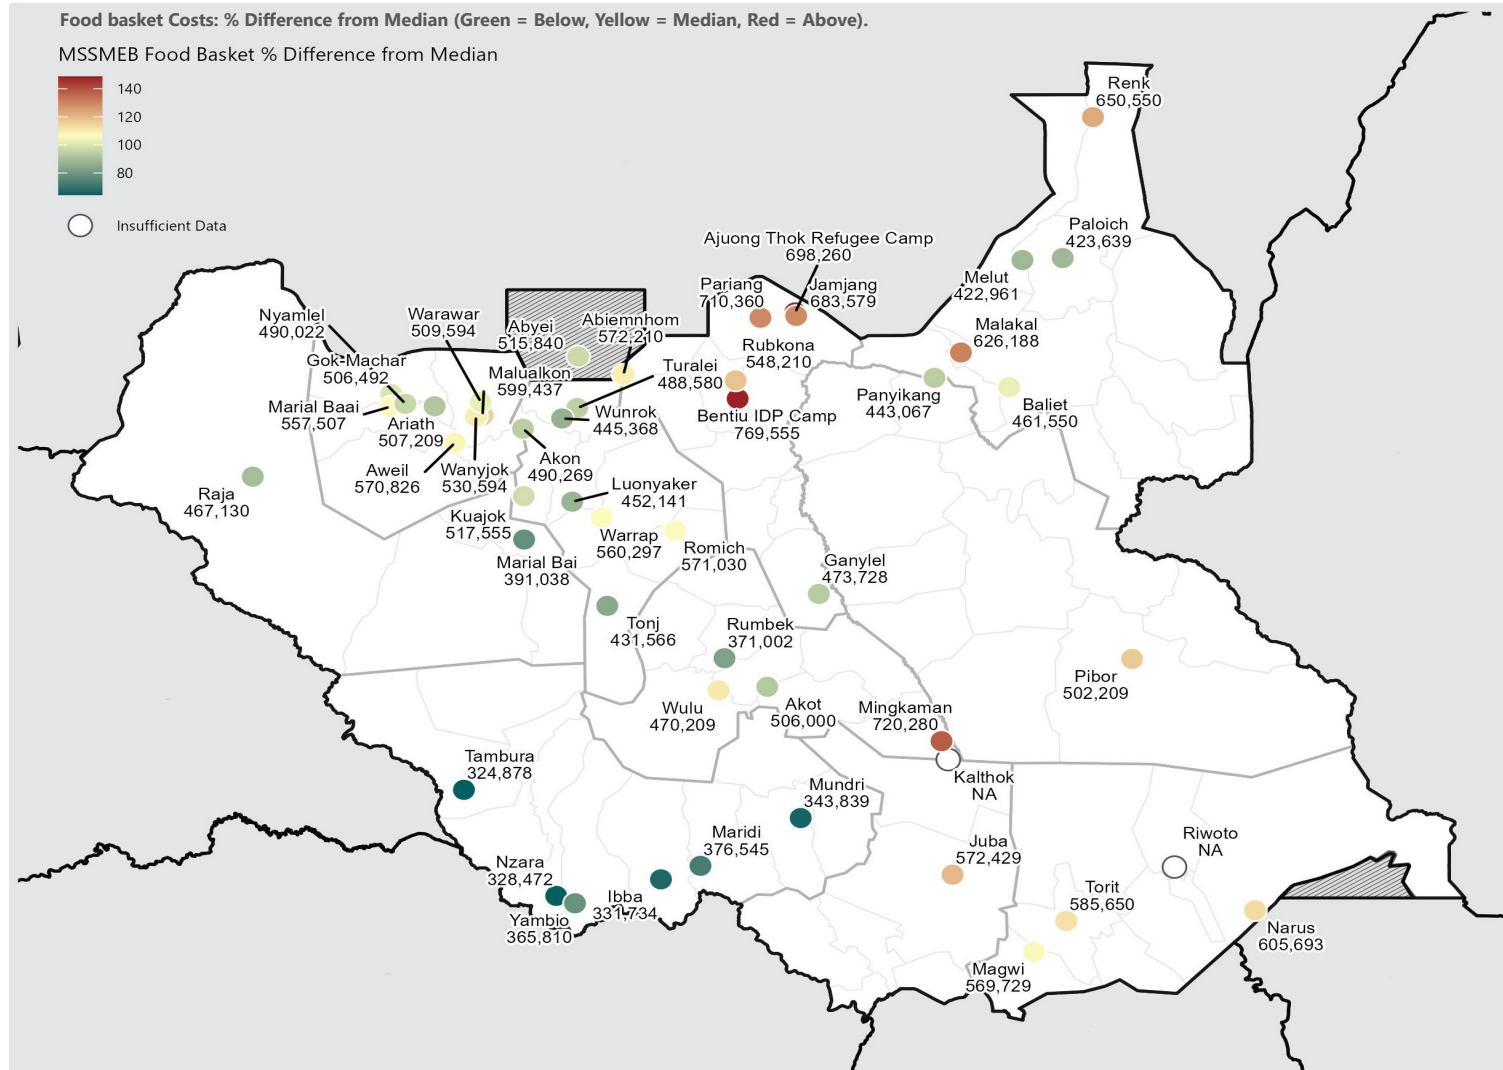 Food basket Costs: % Difference from Median (Green = Below, Yellow = Median, Red = Above).
MSSMEB Food Basket % Difference from Median
140
120
100
80
Insufficient Data
Renk
650,550
Paloich
423,639
Melut
422,961
Ajuong Thok Refugee Camp
698,260
Pariang
710,360
Jamjang
683,579
Malakal
626,188
Nyamlel
490,022
Warawar
509,594
Abyei
515,840
Abiemnhom
572,210
Rubkona
548,210
Gok-Machar
506,492
Malualkon
599,437
Turalei
488,580
Panyikang
443,067
Baliet
461,550
Marial Baai
557,507
Ariath
507,209
Wunrok
445,368
Bentiu IDP Camp
769,555
Aweil
570,826
Wanyjok
530,594
Akon
490,269
Raja
467,130
Luonyaker
452,141
Kuajok
517,555
Warrap
560,297
Romich
571,030
Marial Bai
391,038
Ganylel
473,728
Tonj
431,566
Rumbek
371,002
Pibor
502,209
Wulu
470,209
Akot
506,000
Mingkaman
720,280
Tambura
324,878
Kalthok
NA
Mundri
343,839
Maridi
376,545
Juba
572,429
Riwoto
NA
Nzara
328,472
Ibba
331,734
Yambio
365,810
Torit
585,650
Narus
605,693
Magwi
569,729